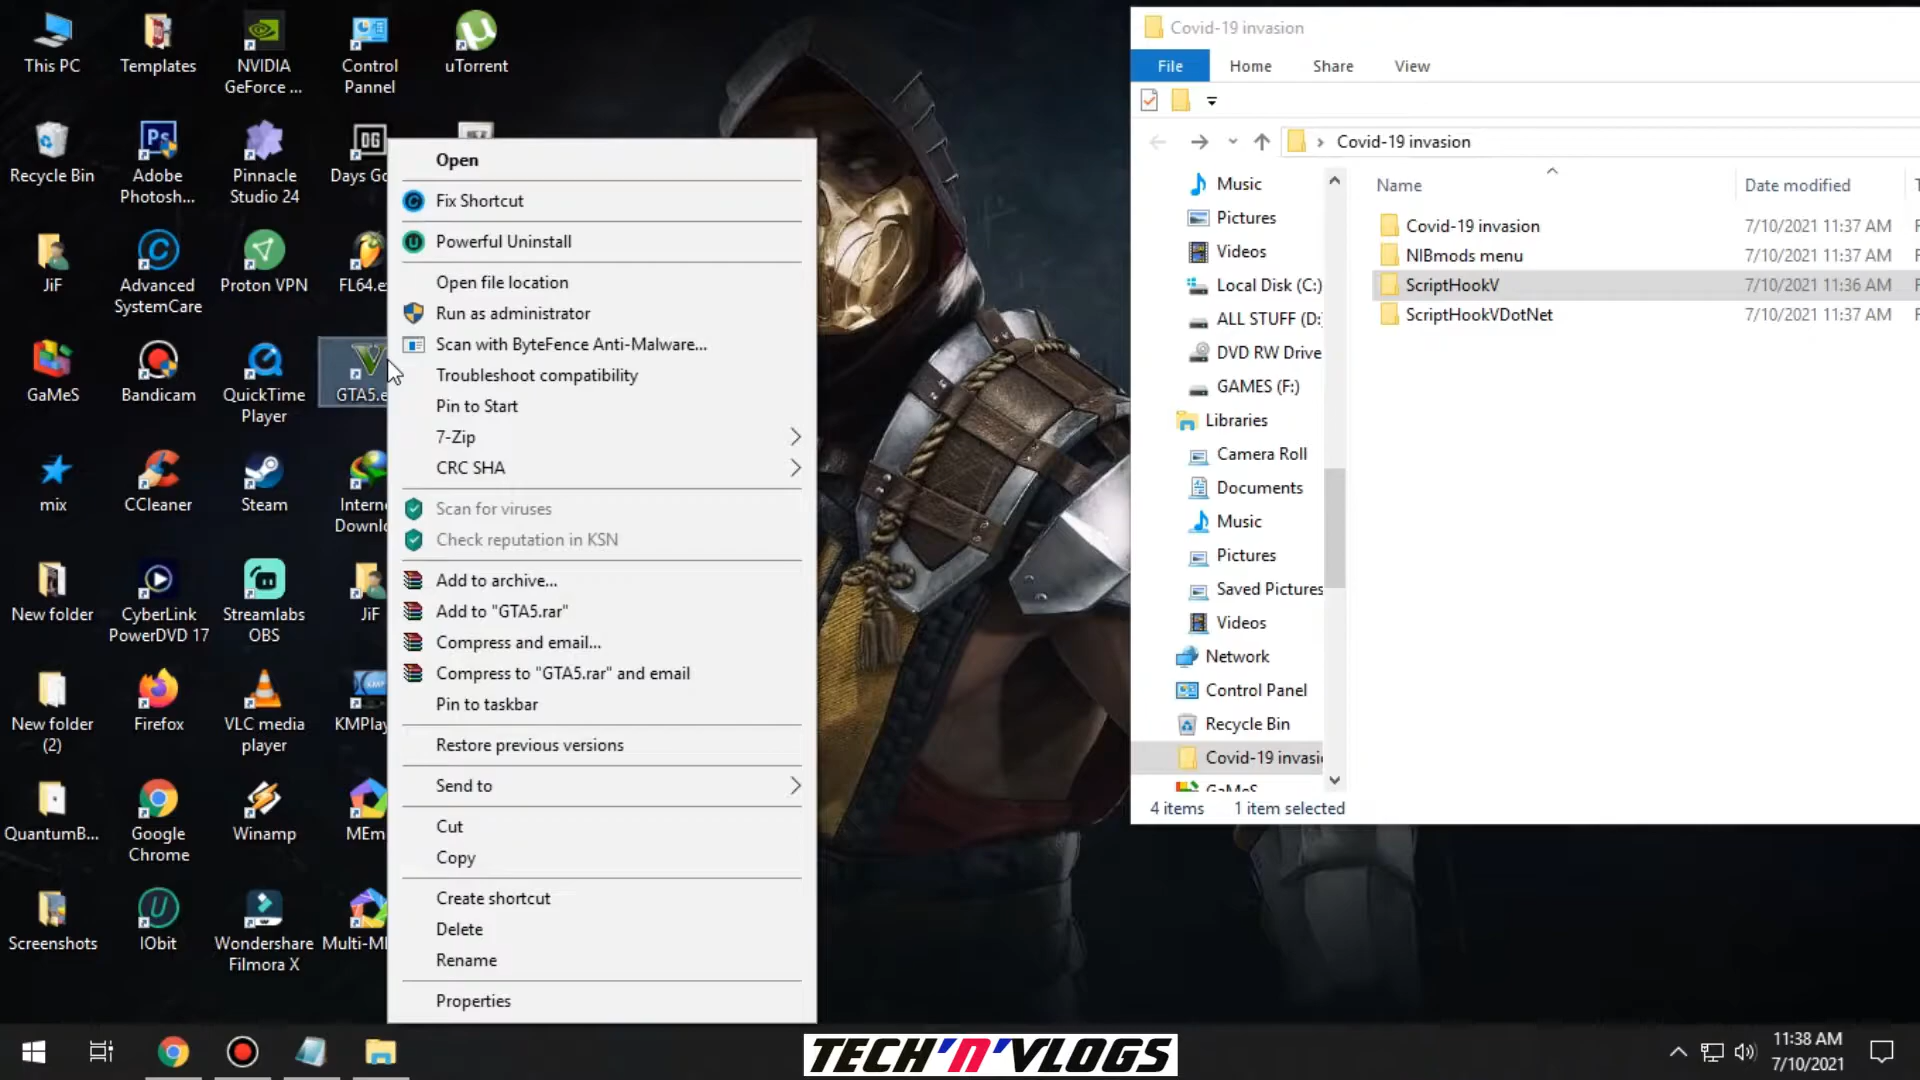 This PC
Templates
NVIDIA
GeForce ...
Control
Pannel
uTorrent
Recycle Bin
Adobe
Photosh...
Pinnacle
Studio 24
Days Go
JiF
Advanced
SystemCare
Proton VPN
FL64.e
GaMeS
Bandicam
QuickTime
Player
GTA5.e
mix
CCleaner
Steam
Intern
Downlo
New folder
CyberLink
PowerDVD 17
Streamlabs
OBS
JiF
New folder
(2)
Firefox
VLC media
player
KMPlay
QuantumB...
Google
Chrome
Winamp
MEm
Screenshots
IObit
Wondershare
Filmora X
Multi-M
Open
Fix Shortcut
Powerful Uninstall
Open file location
Run as administrator
Scan with ByteFence Anti-Malware...
Troubleshoot compatibility
Pin to Start
7-Zip
CRC SHA
Scan for viruses
Check reputation in KSN
Add to archive...
Add to "GTA5.rar"
Compress and email...
Compress to "GTA5.rar" and email
Pin to taskbar
Restore previous versions
Send to
Cut
Copy
Create shortcut
Delete
Rename
Properties
Covid-19 invasion
File Home Share View
Covid-19 invasion
Name Date modified
Music
Pictures
Videos
Local Disk (C:)
ALL STUFF (D:
DVD RW Drive
GAMES (F:)
Libraries
Camera Roll
Documents
Music
Pictures
Saved Pictures
Videos
Network
Control Panel
Recycle Bin
Covid-19 invasi
GaMeS
Covid-19 invasion 7/10/2021 11:37 AM
NIBmods menu 7/10/2021 11:37 AM
ScriptHookV 7/10/2021 11:36 AM
ScriptHookVDotNet 7/10/2021 11:37 AM
4 items 1 item selected
TECH'N'VLOGS
11:38 AM
7/10/2021